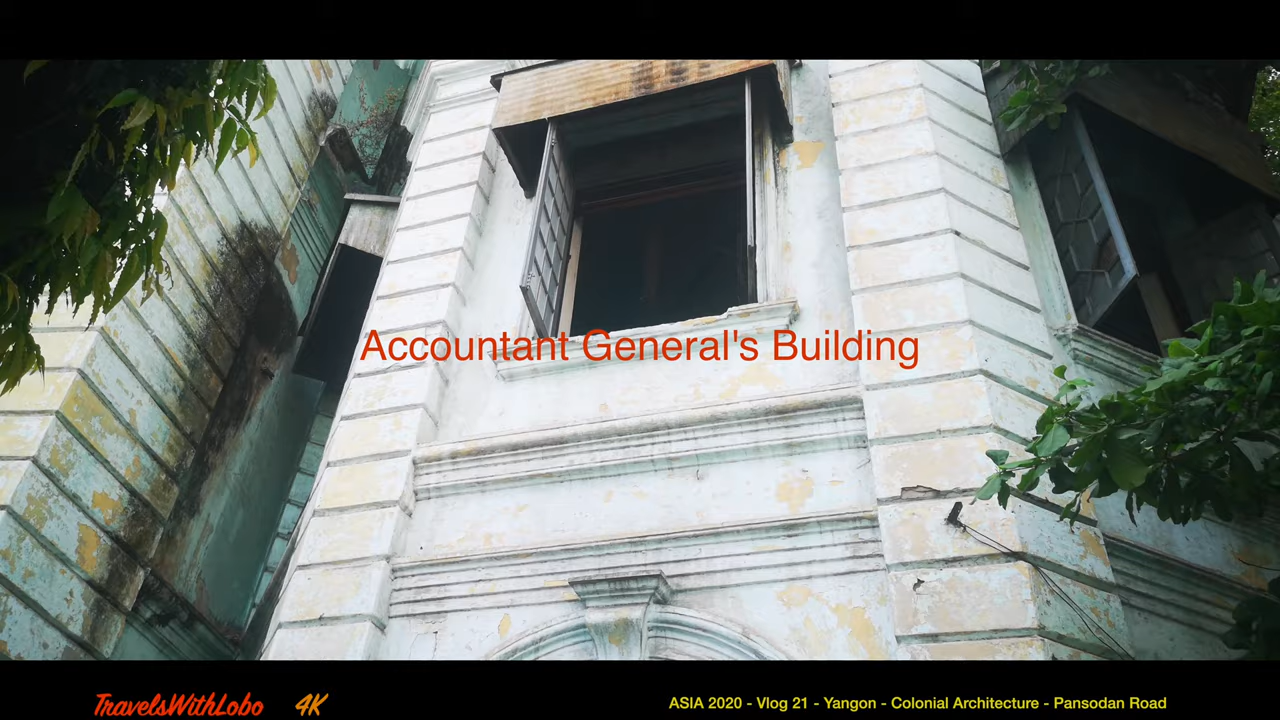 Accountant General's Building
TravelsWithLobo 4K
ASIA 2020 - Vlog 21 - Yangon - Colonial Architecture - Pansodan Road